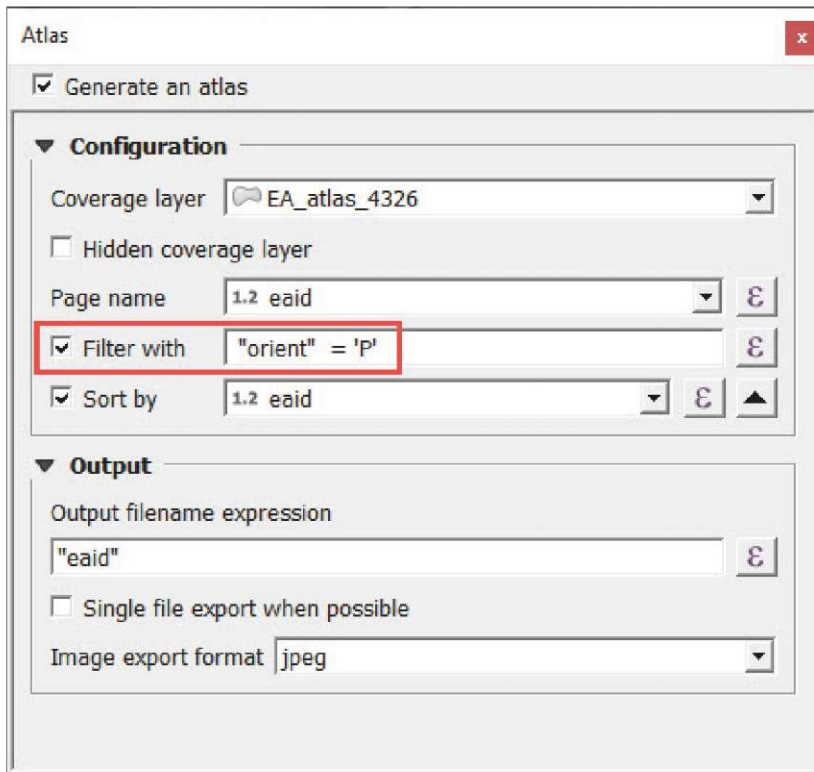 Atlas
x
Generate an atlas
Configuration
Coverage layer EA_atlas_4326
Hidden coverage layer
Page name 1.2 eaid ε
Filter with "orient" = 'P' ε
Sort by 1.2 eaid ε
Output
Output filename expression
"eaid" ε
Single file export when possible
Image export format jpeg